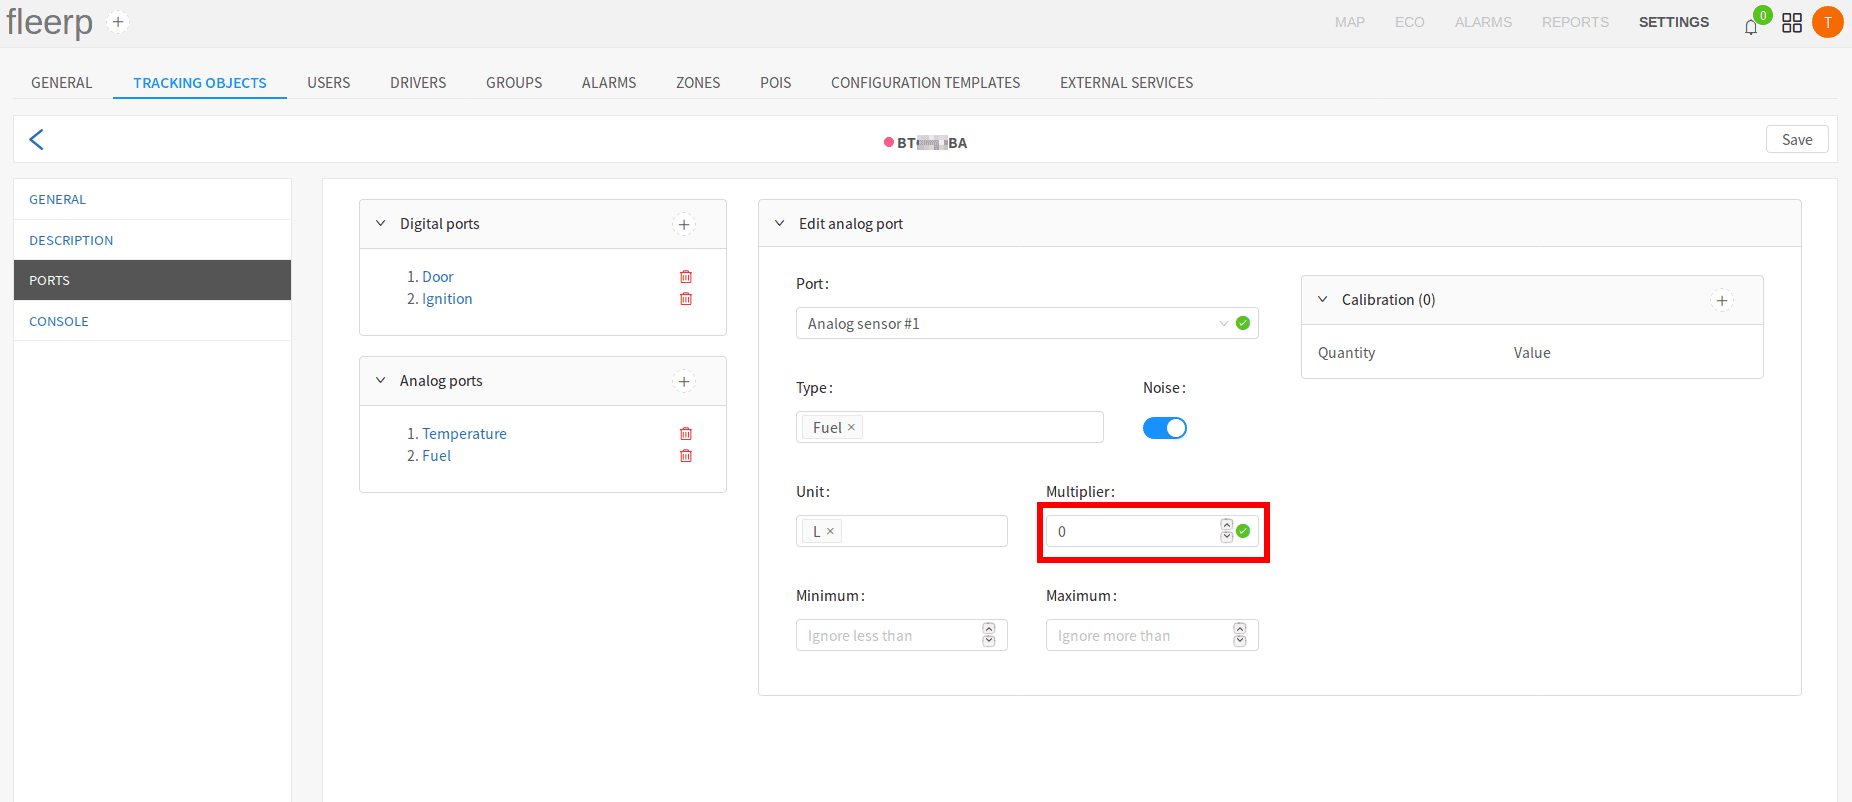 fleerp +
MAP ECO ALARMS REPORTS SETTINGS 0 T
GENERAL TRACKING OBJECTS USERS DRIVERS GROUPS ALARMS ZONES POIS CONFIGURATION TEMPLATES EXTERNAL SERVICES
BT BA
Save
GENERAL
DESCRIPTION
PORTS
CONSOLE
Digital ports +
1. Door
2. Ignition
Analog ports +
1. Temperature
2. Fuel
Edit analog port
Port:
Analog sensor #1
Type:
Fuel ×
Noise:
Unit:
L ×
Multiplier:
0
Minimum:
Ignore less than
Maximum:
Ignore more than
Calibration (0) +
Quantity Value